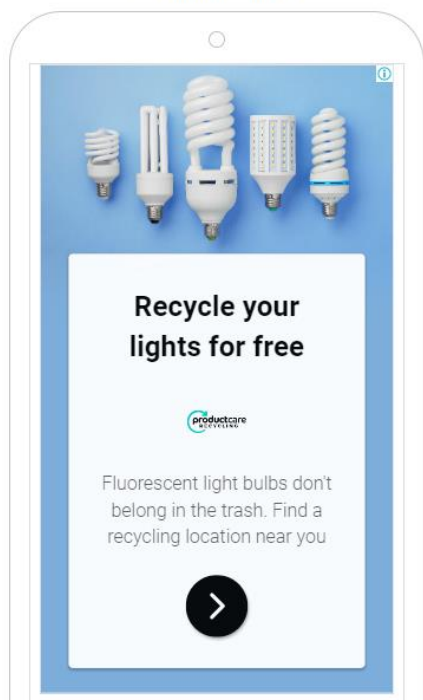 Recycle your
lights for free
productcare
RECYCLING
Fluorescent light bulbs don't
belong in the trash. Find a
recycling location near you